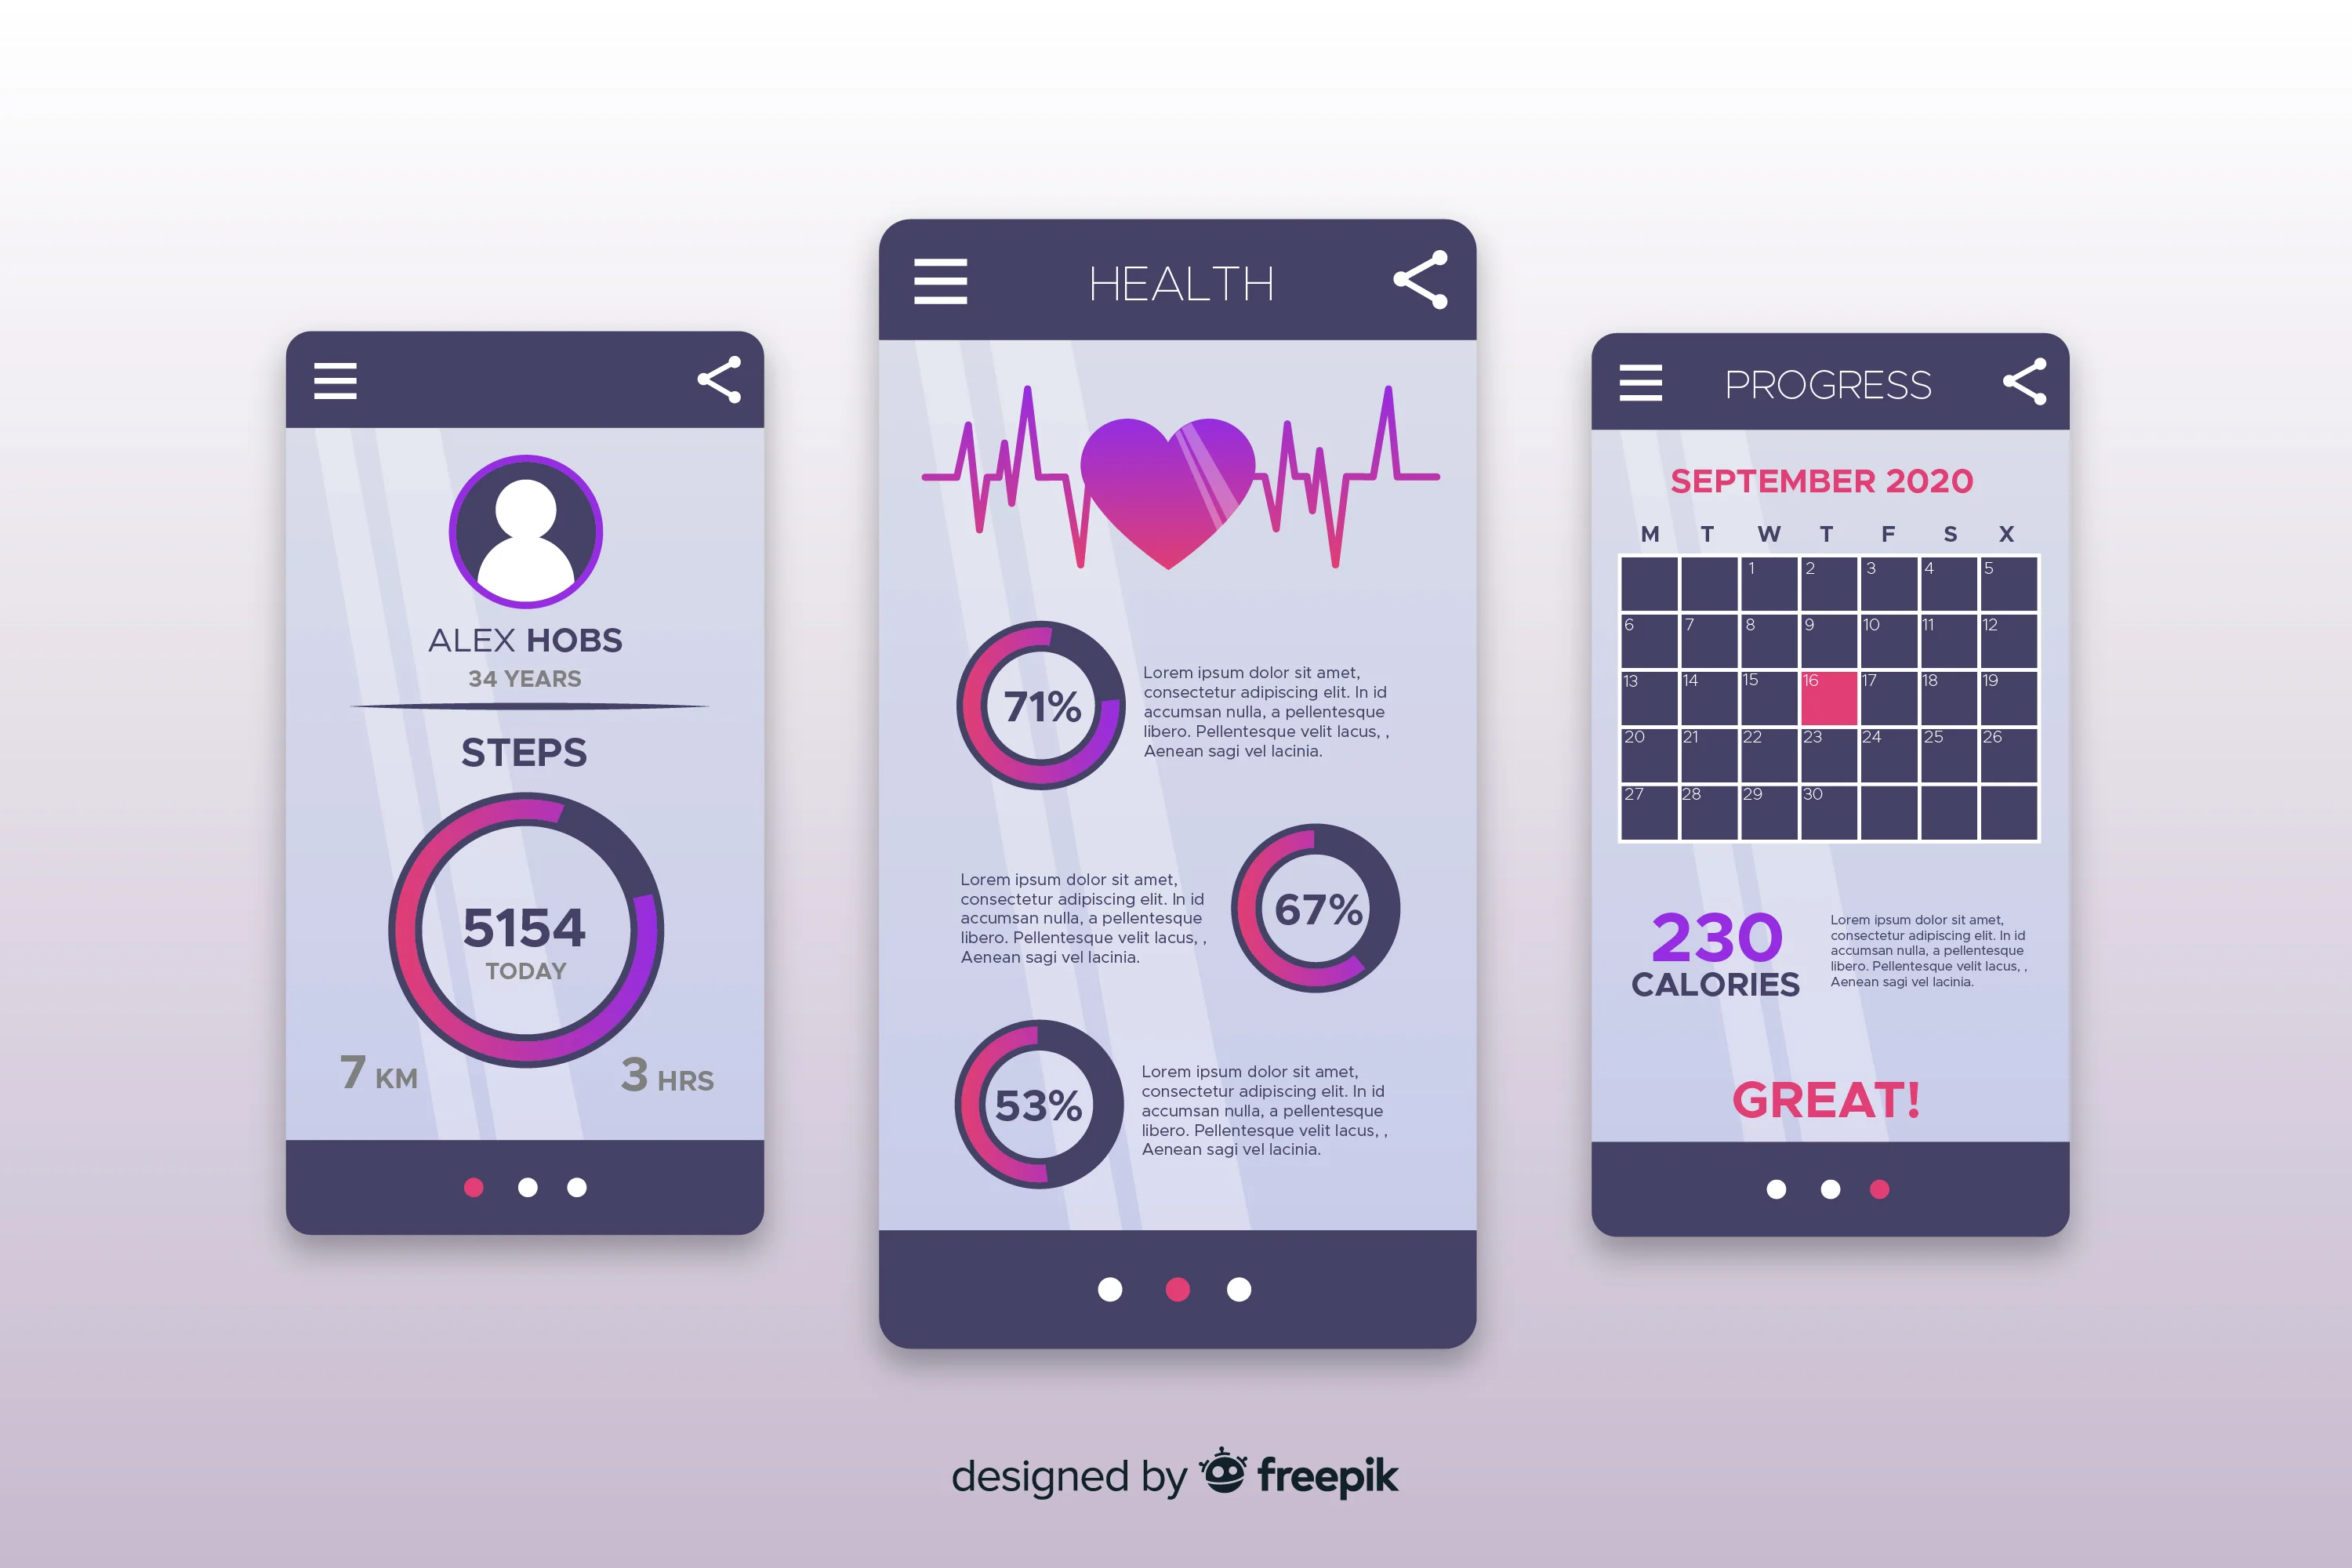 ALEX HOBS
34 YEARS
STEPS
5154
TODAY
7 KM
3 HRS
HEALTH
71%
Lorem ipsum dolor sit amet,
consectetur adipiscing elit. In id
accumsan nulla, a pellentesque
libero. Pellentesque velit lacus, ,
Aenean sagi vel lacinia.
Lorem ipsum dolor sit amet,
consectetur adipiscing elit. In id
accumsan nulla, a pellentesque
libero. Pellentesque velit lacus, ,
Aenean sagi vel lacinia.
67%
53%
Lorem ipsum dolor sit amet,
consectetur adipiscing elit. In id
accumsan nulla, a pellentesque
libero. Pellentesque velit lacus, ,
Aenean sagi vel lacinia.
PROGRESS
SEPTEMBER 2020
M T W T F S X
1 2 3 4 5
6 7 8 9 10 11 12
13 14 15 16 17 18 19
20 21 22 23 24 25 26
27 28 29 30
230
CALORIES
Lorem ipsum dolor sit amet,
consectetur adipiscing elit. In id
accumsan nulla, a pellentesque
libero. Pellentesque velit lacus, ,
Aenean sagi vel lacinia.
GREAT!
designed by freepik